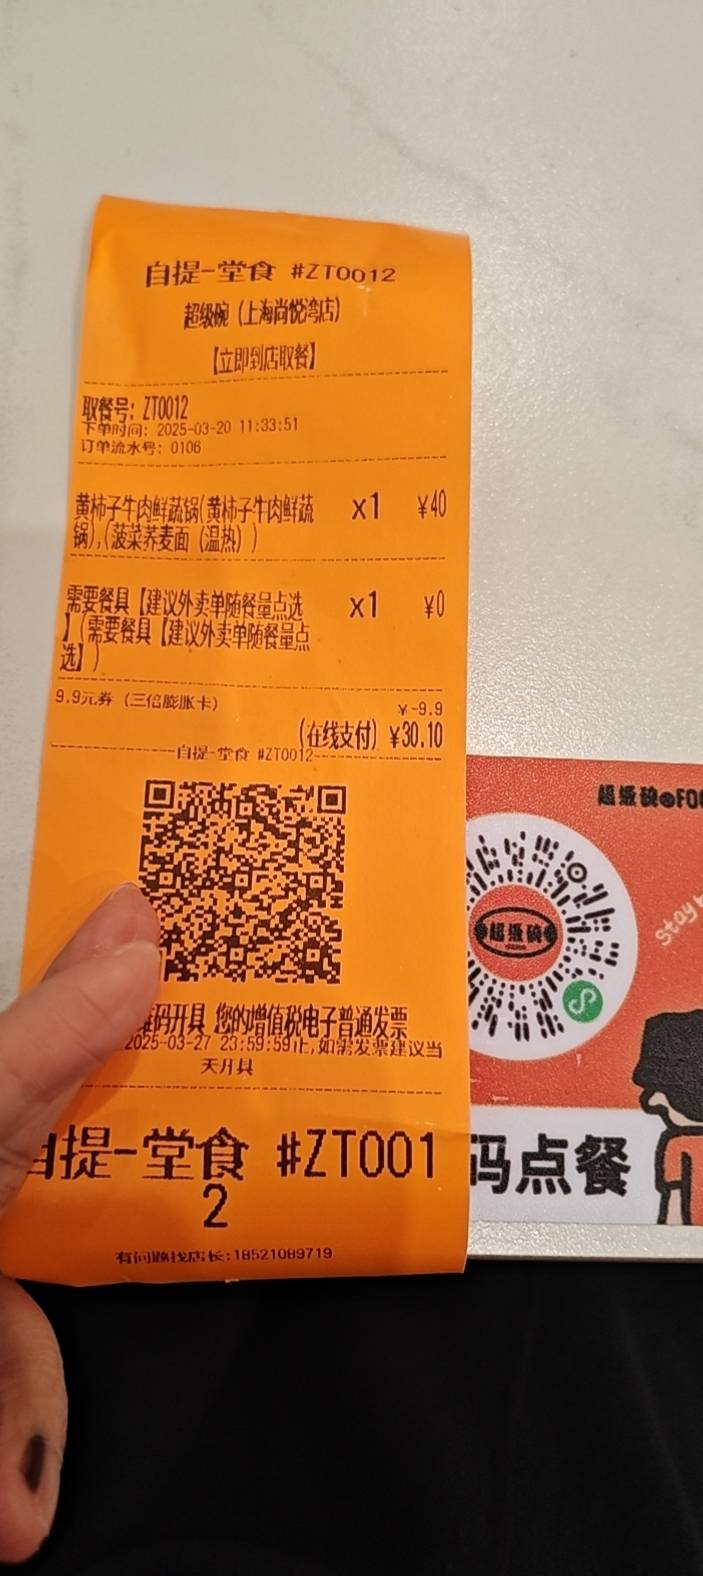 自提-堂食 #ZT0012
超级碗 (上海尚悦湾店)
【立即到店取餐】
取餐号: ZT0012
下单时间: 2025-03-20 11:33:51
订单流水号: 0106
黄柿子牛肉鲜蔬锅(黄柿子牛肉鲜蔬 x1 ¥40
锅),(菠菜荞麦面 (温热) )
需要餐具【建议外卖单随餐量点选 x1 ¥0
】(需要餐具【建议外卖单随餐量点
选】)
9.9元券 (三倍膨胀卡) ¥-9.9
(在线支付) ¥30.10
自提-堂食 #ZT0012
维码开具 您的增值税电子普通发票
2025-03-27 23:59:59止,如需发票建议当
天开具
自提-堂食 #ZT001
2
有问题找店长:18521089719
超级碗 FOO
超级碗
stay
码点餐